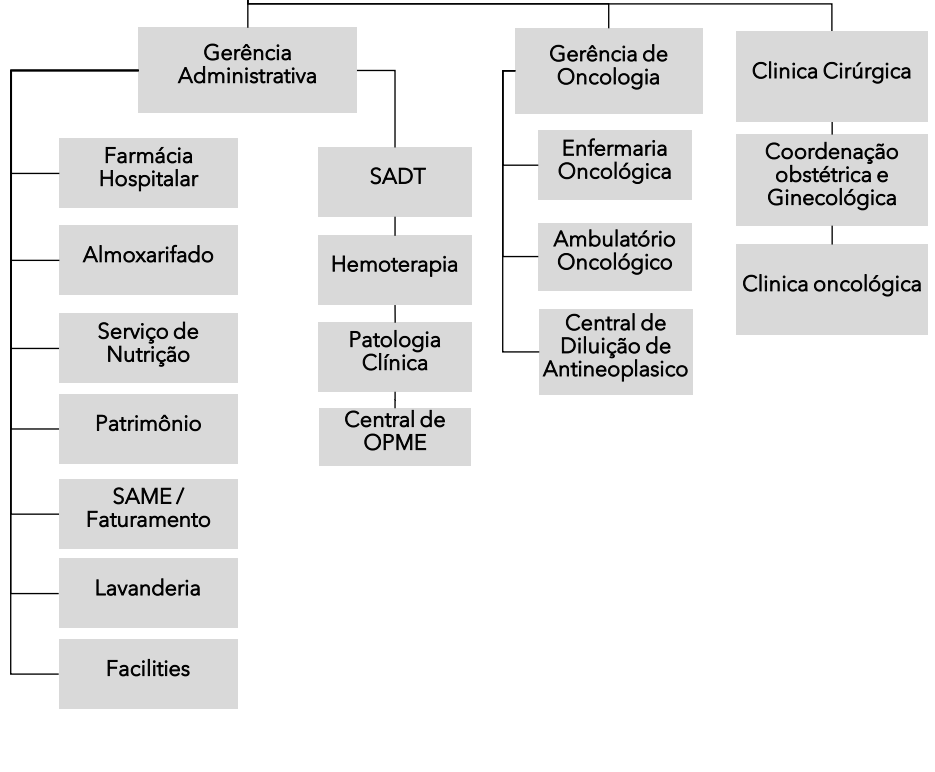 Gerência
Administrativa
Farmácia
Hospitalar
Almoxarifado
Serviço de
Nutrição
Patrimônio
SAME /
Faturamento
Lavanderia
Facilities
SADT
Hemoterapia
Patologia
Clínica
Central de
OPME
Gerência de
Oncologia
Enfermaria
Oncológica
Ambulatório
Oncológico
Central de
Diluição de
Antineoplasico
Clinica Cirúrgica
Coordenação
obstétrica e
Ginecológica
Clinica oncológica